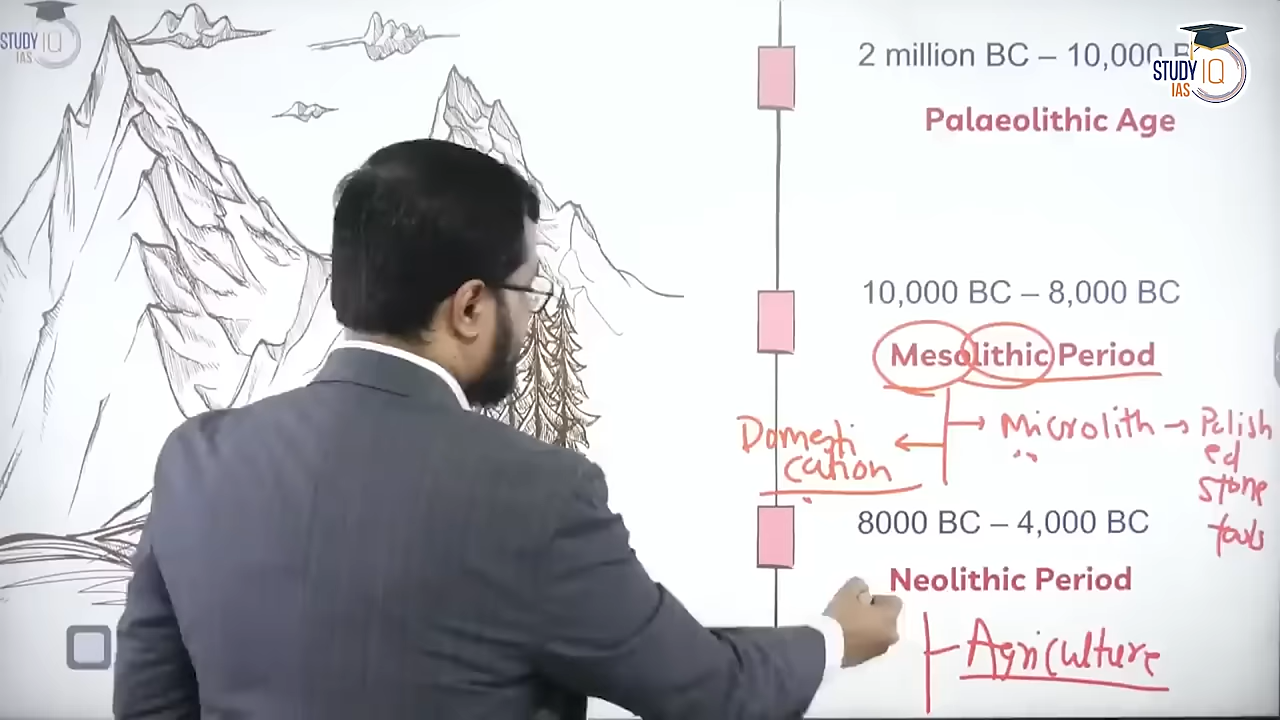 STUDY IQ
IAS
2 million BC – 10,000 B
STUDY IQ
IAS
Palaeolithic Age
10,000 BC – 8,000 BC
Mesolithic Period
Domesti
cation
← → Microlith → Polish
ed
stone
tools
8000 BC – 4,000 BC
Neolithic Period
Agriculture